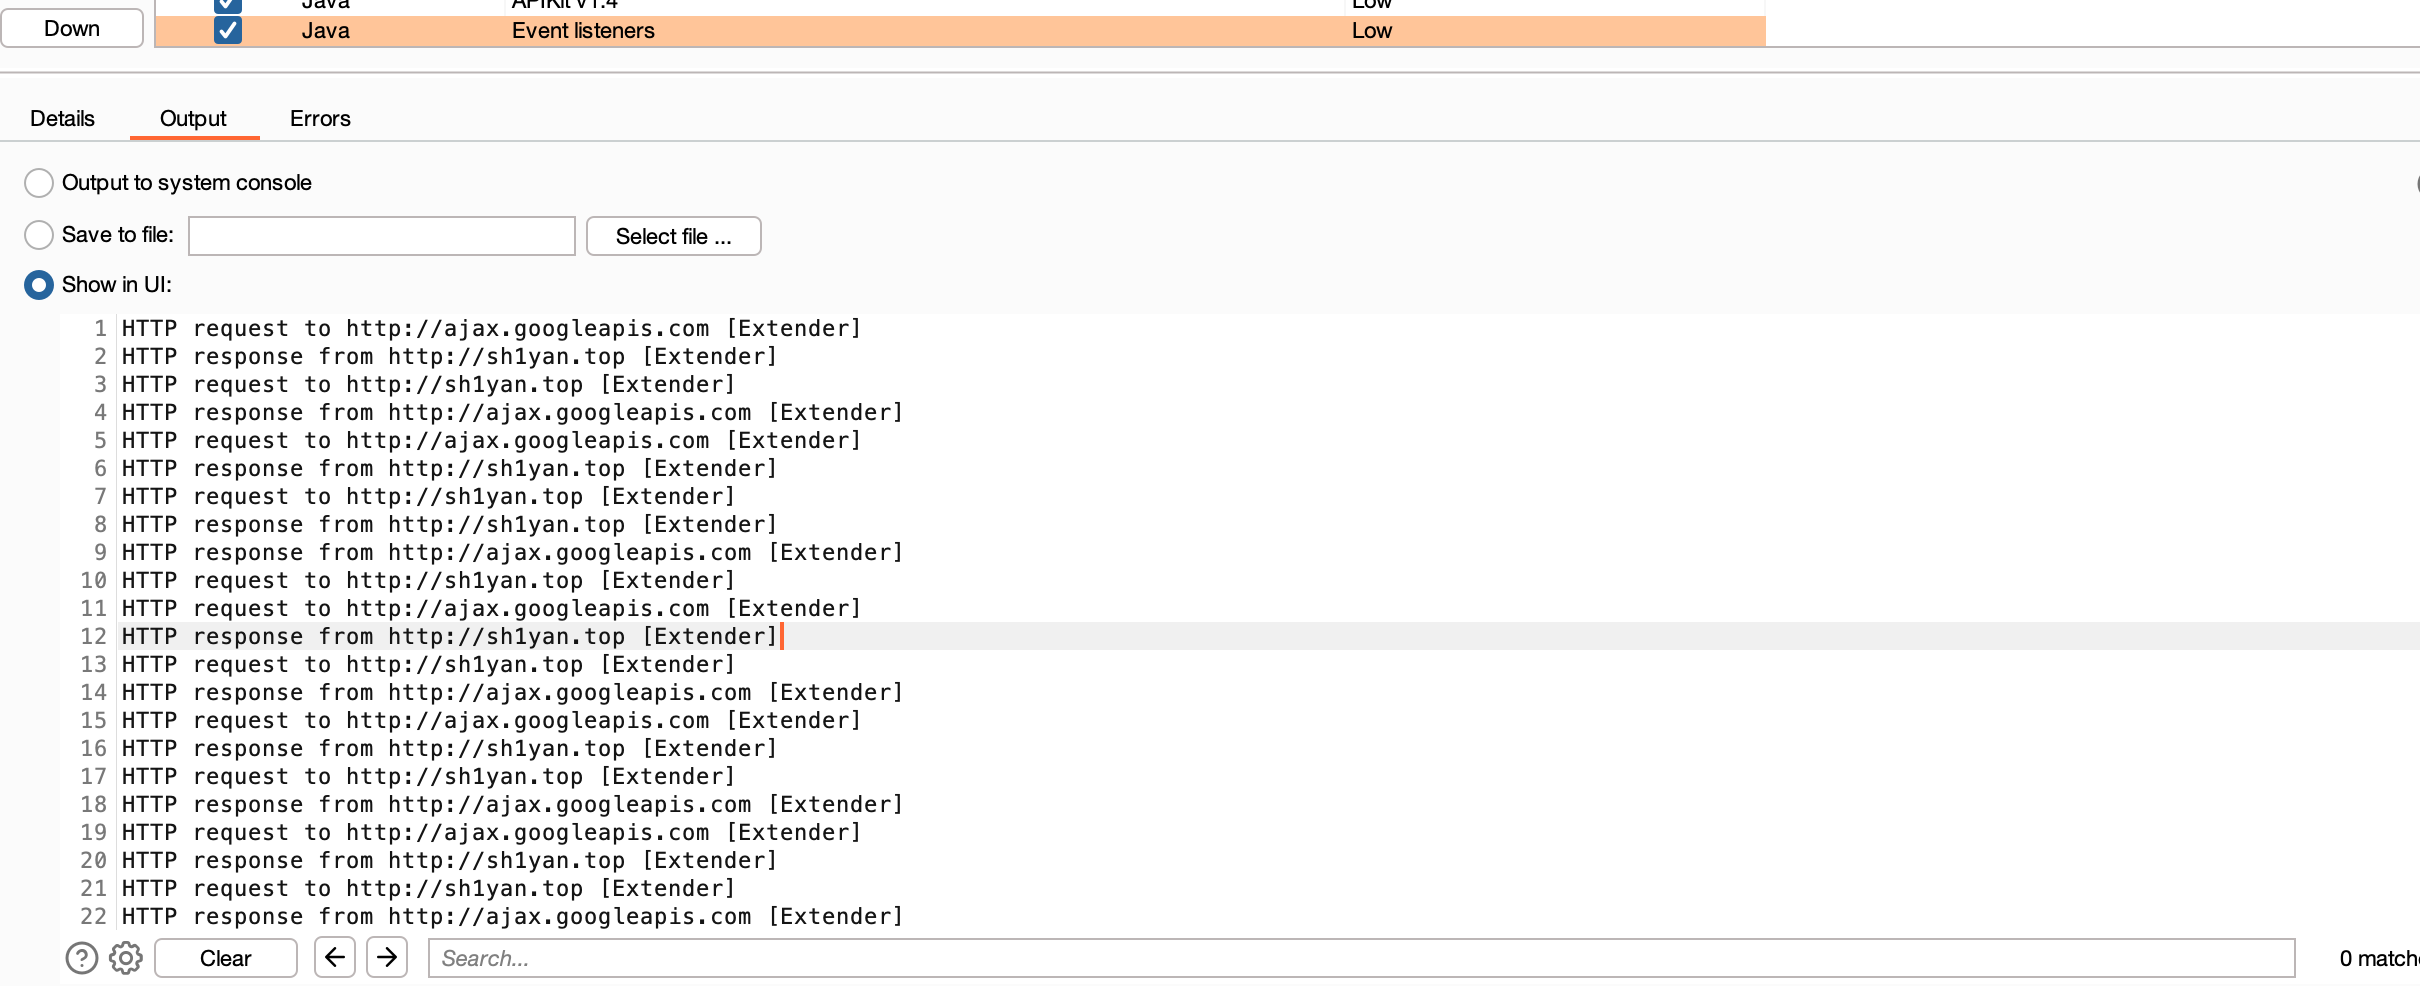 Java APIKit v1.4 Low
Down
Java Event listeners Low
Details Output Errors
Output to system console
Save to file: Select file ...
Show in UI:
1 HTTP request to http://ajax.googleapis.com [Extender]
2 HTTP response from http://sh1yan.top [Extender]
3 HTTP request to http://sh1yan.top [Extender]
4 HTTP response from http://ajax.googleapis.com [Extender]
5 HTTP request to http://ajax.googleapis.com [Extender]
6 HTTP response from http://sh1yan.top [Extender]
7 HTTP request to http://sh1yan.top [Extender]
8 HTTP response from http://sh1yan.top [Extender]
9 HTTP response from http://ajax.googleapis.com [Extender]
10 HTTP request to http://sh1yan.top [Extender]
11 HTTP request to http://ajax.googleapis.com [Extender]
12 HTTP response from http://sh1yan.top [Extender]
13 HTTP request to http://sh1yan.top [Extender]
14 HTTP response from http://ajax.googleapis.com [Extender]
15 HTTP request to http://ajax.googleapis.com [Extender]
16 HTTP response from http://sh1yan.top [Extender]
17 HTTP request to http://sh1yan.top [Extender]
18 HTTP response from http://ajax.googleapis.com [Extender]
19 HTTP request to http://ajax.googleapis.com [Extender]
20 HTTP response from http://sh1yan.top [Extender]
21 HTTP request to http://sh1yan.top [Extender]
22 HTTP response from http://ajax.googleapis.com [Extender]
? Clear Search... 0 match